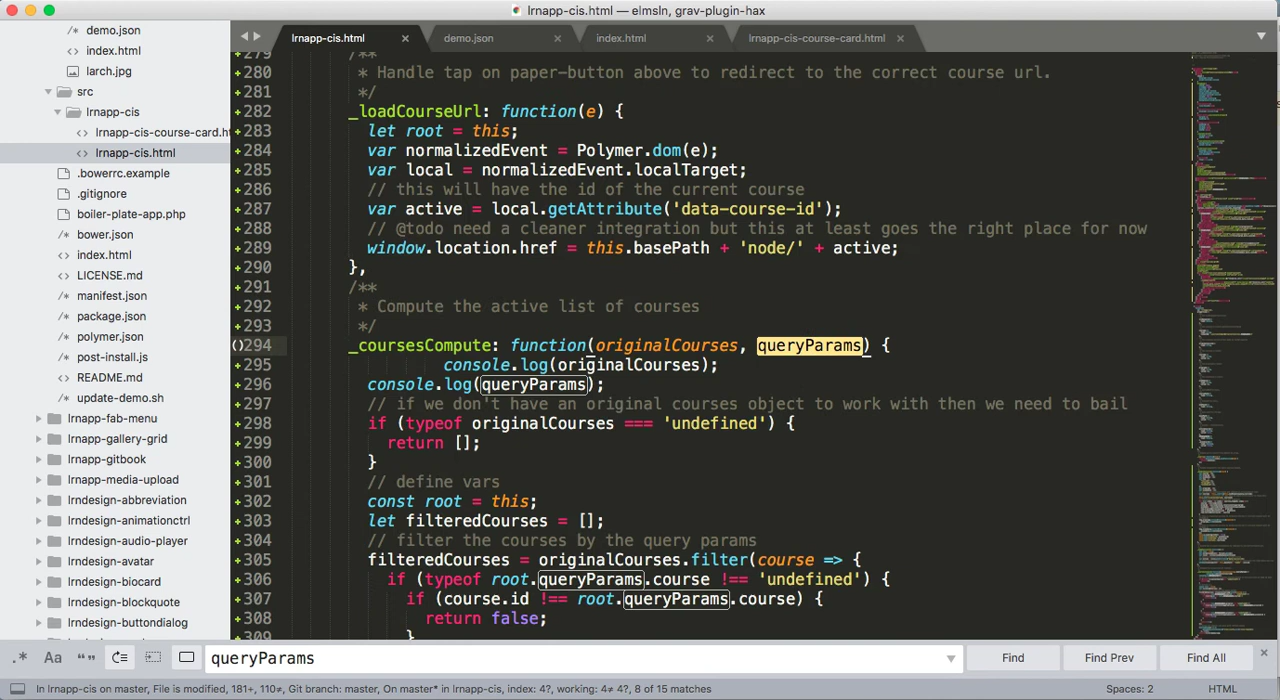 lrnapp-cis.html — elmsln, grav-plugin-hax
lrnapp-cis.html × demo.json × index.html × lrnapp-cis-course-card.html ×
demo.json
index.html
larch.jpg
src
lrnapp-cis
lrnapp-cis-course-card.ht
lrnapp-cis.html
.bowerrc.example
.gitignore
boiler-plate-app.php
bower.json
index.html
LICENSE.md
manifest.json
package.json
polymer.json
post-install.js
README.md
update-demo.sh
lrnapp-fab-menu
lrnapp-gallery-grid
lrnapp-gitbook
lrnapp-media-upload
lrndesign-abbreviation
lrndesign-animationctrl
lrndesign-audio-player
lrndesign-avatar
lrndesign-biocard
lrndesign-blockquote
lrndesign-buttondialog
279 /**
280 * Handle tap on paper-button above to redirect to the correct course url.
281 */
282 _loadCourseUrl: function(e) {
283 let root = this;
284 var normalizedEvent = Polymer.dom(e);
285 var local = normalizedEvent.localTarget;
286 // this will have the id of the current course
287 var active = local.getAttribute('data-course-id');
288 // @todo need a cleaner integration but this at least goes the right place for now
289 window.location.href = this.basePath + 'node/' + active;
290 },
291 /**
292 * Compute the active list of courses
293 */
294 _coursesCompute: function(originalCourses, queryParams) {
295 console.log(originalCourses);
296 console.log(queryParams);
297 // if we don't have an original courses object to work with then we need to bail
298 if (typeof originalCourses === 'undefined') {
299 return [];
300 }
301 // define vars
302 const root = this;
303 let filteredCourses = [];
304 // filter the courses by the query params
305 filteredCourses = originalCourses.filter(course => {
306 if (typeof root.queryParams.course !== 'undefined') {
307 if (course.id !== root.queryParams.course) {
308 return false;
309 }
.* Aa “” queryParams Find Find Prev Find All
In lrnapp-cis on master, File is modified, 181+, 110≠, Git branch: master, On master* in lrnapp-cis, index: 4?, working: 4≠ 4?, 8 of 15 matches Spaces: 2 HTML